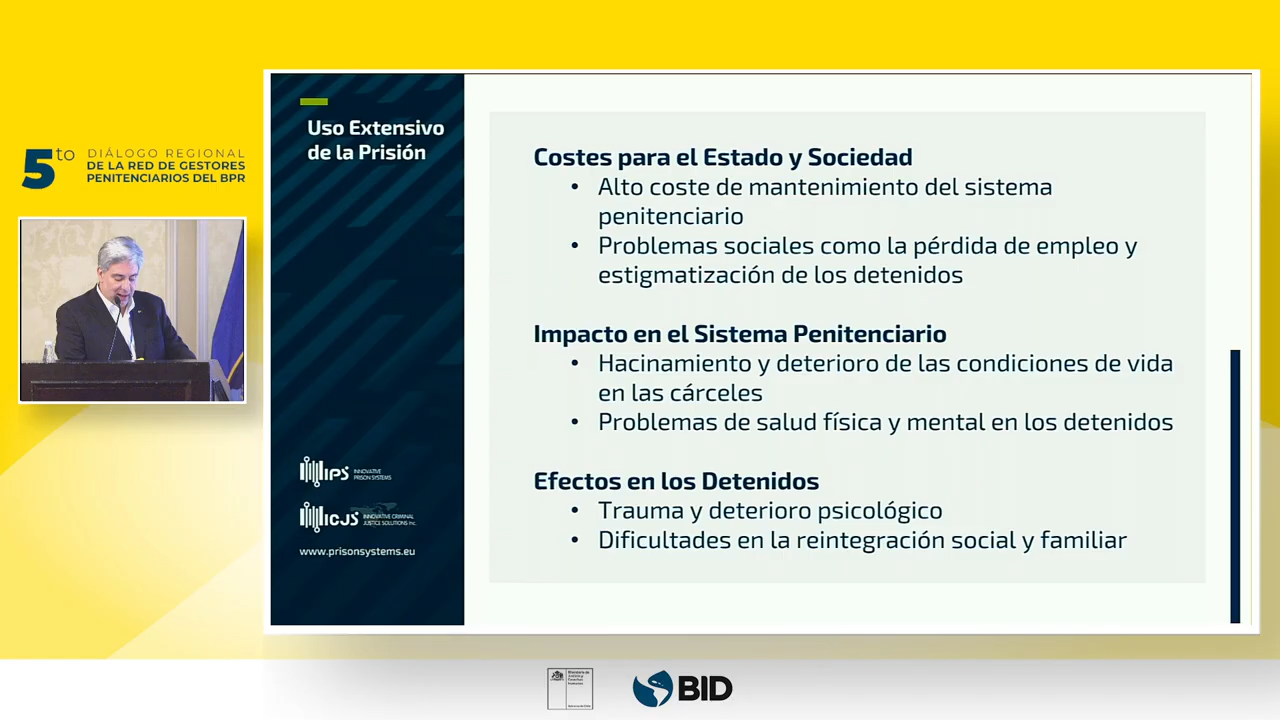 5to
DIÁLOGO REGIONAL
DE LA RED DE GESTORES
PENITENCIARIOS DEL BPR
Uso Extensivo
de la Prisión
IPS INNOVATIVE
PRISON SYSTEMS
ICJS INNOVATIVE CRIMINAL
JUSTICE SOLUTIONS Inc.
www.prisonsystems.eu
Costes para el Estado y Sociedad
• Alto coste de mantenimiento del sistema
penitenciario
• Problemas sociales como la pérdida de empleo y
estigmatización de los detenidos
Impacto en el Sistema Penitenciario
• Hacinamiento y deterioro de las condiciones de vida
en las cárceles
• Problemas de salud física y mental en los detenidos
Efectos en los Detenidos
• Trauma y deterioro psicológico
• Dificultades en la reintegración social y familiar
BID